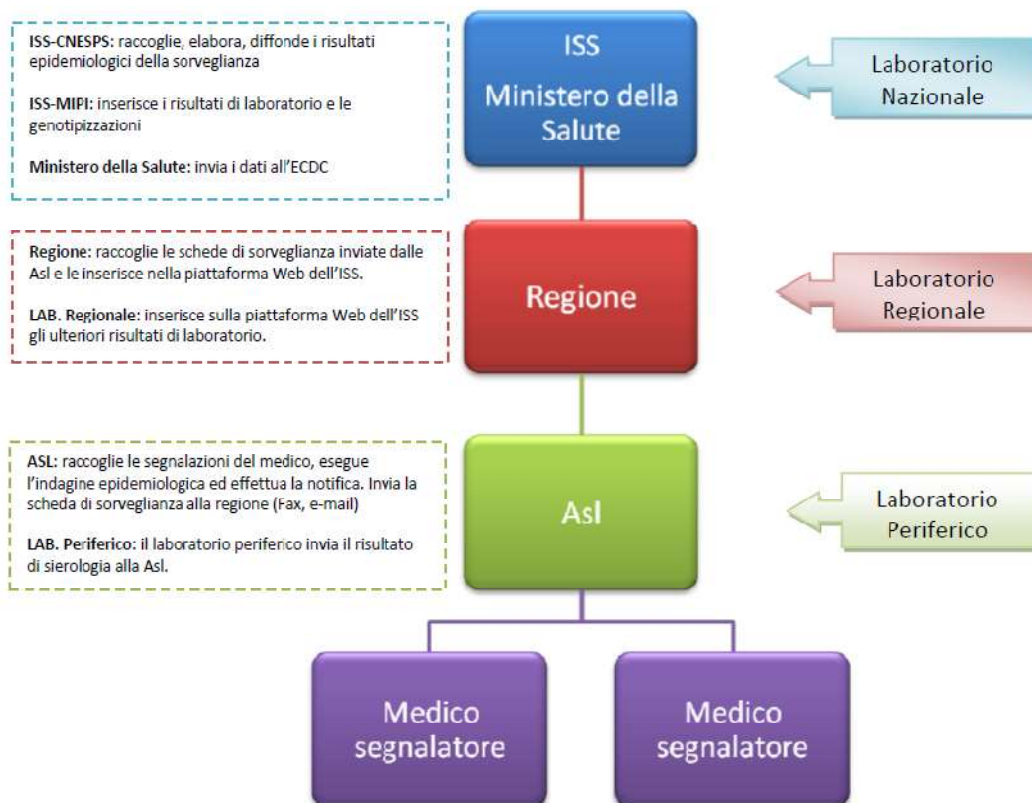 ISS-CNESPS: raccoglie, elabora, diffonde i risultati
epidemiologici della sorveglianza
ISS-MIPI: inserisce i risultati di laboratorio e le
genotipizzazioni
Ministero della Salute: invia i dati all'ECDC
ISS
Ministero della
Salute
Laboratorio
Nazionale
Regione: raccoglie le schede di sorveglianza inviate dalle
Asl e le inserisce nella piattaforma Web dell'ISS.
LAB. Regionale: inserisce sulla piattaforma Web dell'ISS
gli ulteriori risultati di laboratorio.
Regione
Laboratorio
Regionale
ASL: raccoglie le segnalazioni del medico, esegue
l'indagine epidemiologica ed effettua la notifica. Invia la
scheda di sorveglianza alla regione (Fax, e-mail)
LAB. Periferico: il laboratorio periferico invia il risultato
di sierologia alla Asl.
Asl
Laboratorio
Periferico
Medico
segnalatore
Medico
segnalatore